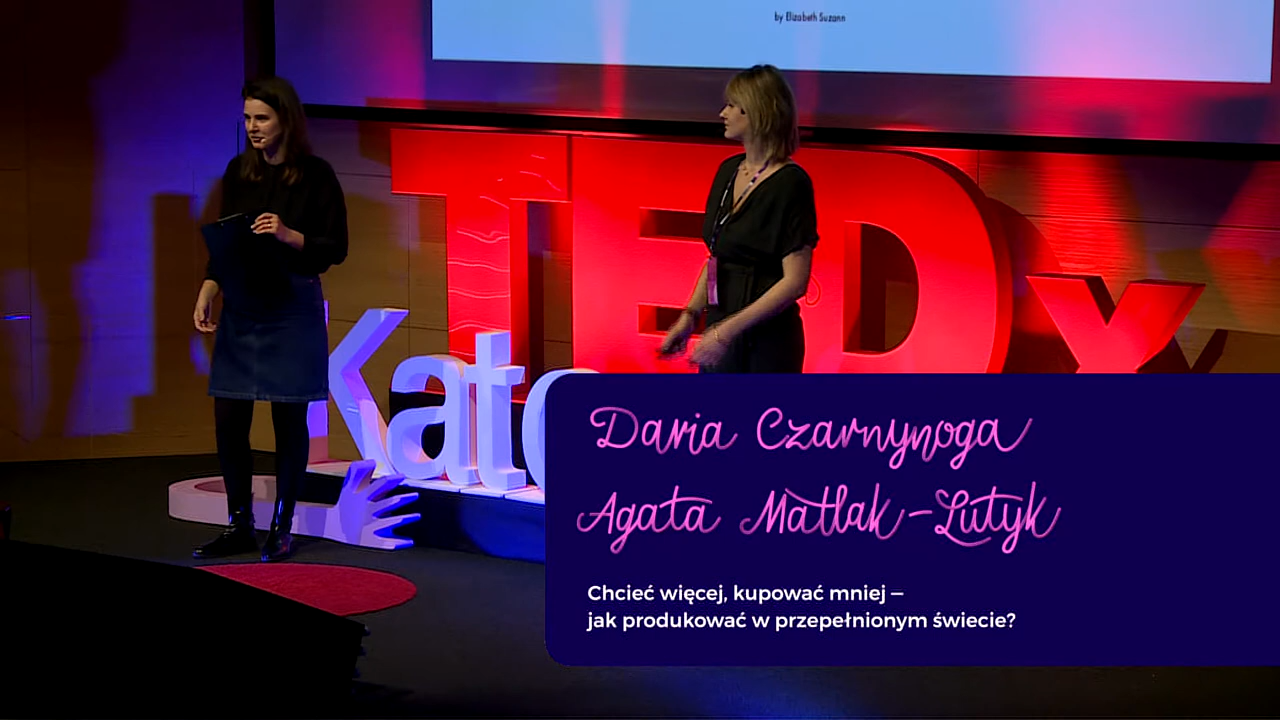 by Elizabeth Suzann
TEDx
Kato
Daria Czarnynoga
Agata Matlak-Lutyk
Chcieć więcej, kupować mniej –
jak produkować w przepełnionym świecie?